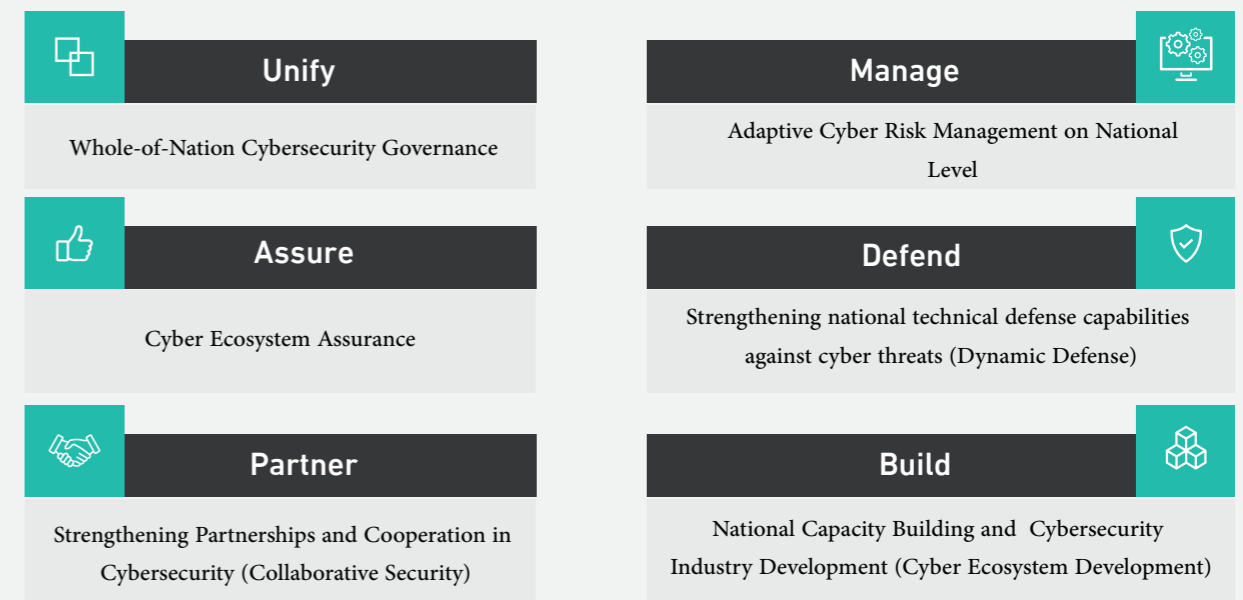 Unify
Whole-of-Nation Cybersecurity Governance
Manage
Adaptive Cyber Risk Management on National
Level
Assure
Cyber Ecosystem Assurance
Defend
Strengthening national technical defense capabilities
against cyber threats (Dynamic Defense)
Partner
Strengthening Partnerships and Cooperation in
Cybersecurity (Collaborative Security)
Build
National Capacity Building and Cybersecurity
Industry Development (Cyber Ecosystem Development)